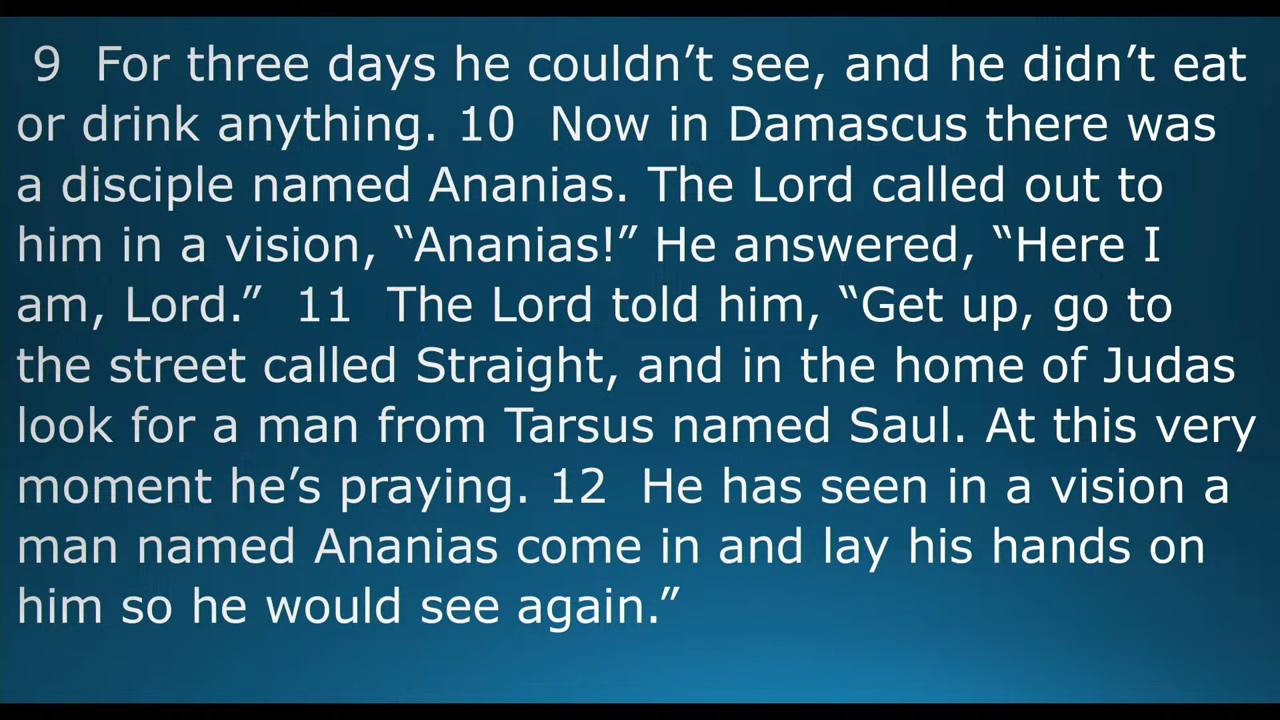 9 For three days he couldn’t see, and he didn’t eat
or drink anything. 10 Now in Damascus there was
a disciple named Ananias. The Lord called out to
him in a vision, “Ananias!” He answered, “Here I
am, Lord.” 11 The Lord told him, “Get up, go to
the street called Straight, and in the home of Judas
look for a man from Tarsus named Saul. At this very
moment he’s praying. 12 He has seen in a vision a
man named Ananias come in and lay his hands on
him so he would see again.”